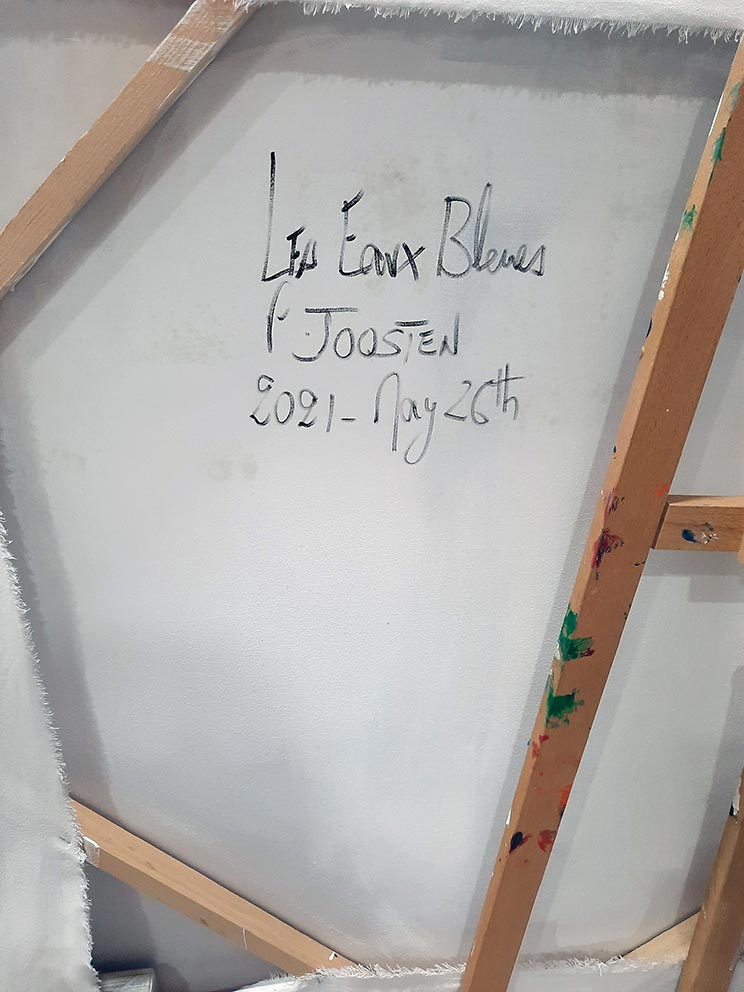 Les Eaux Bleues
JOOSTEN
2021 - May 26th